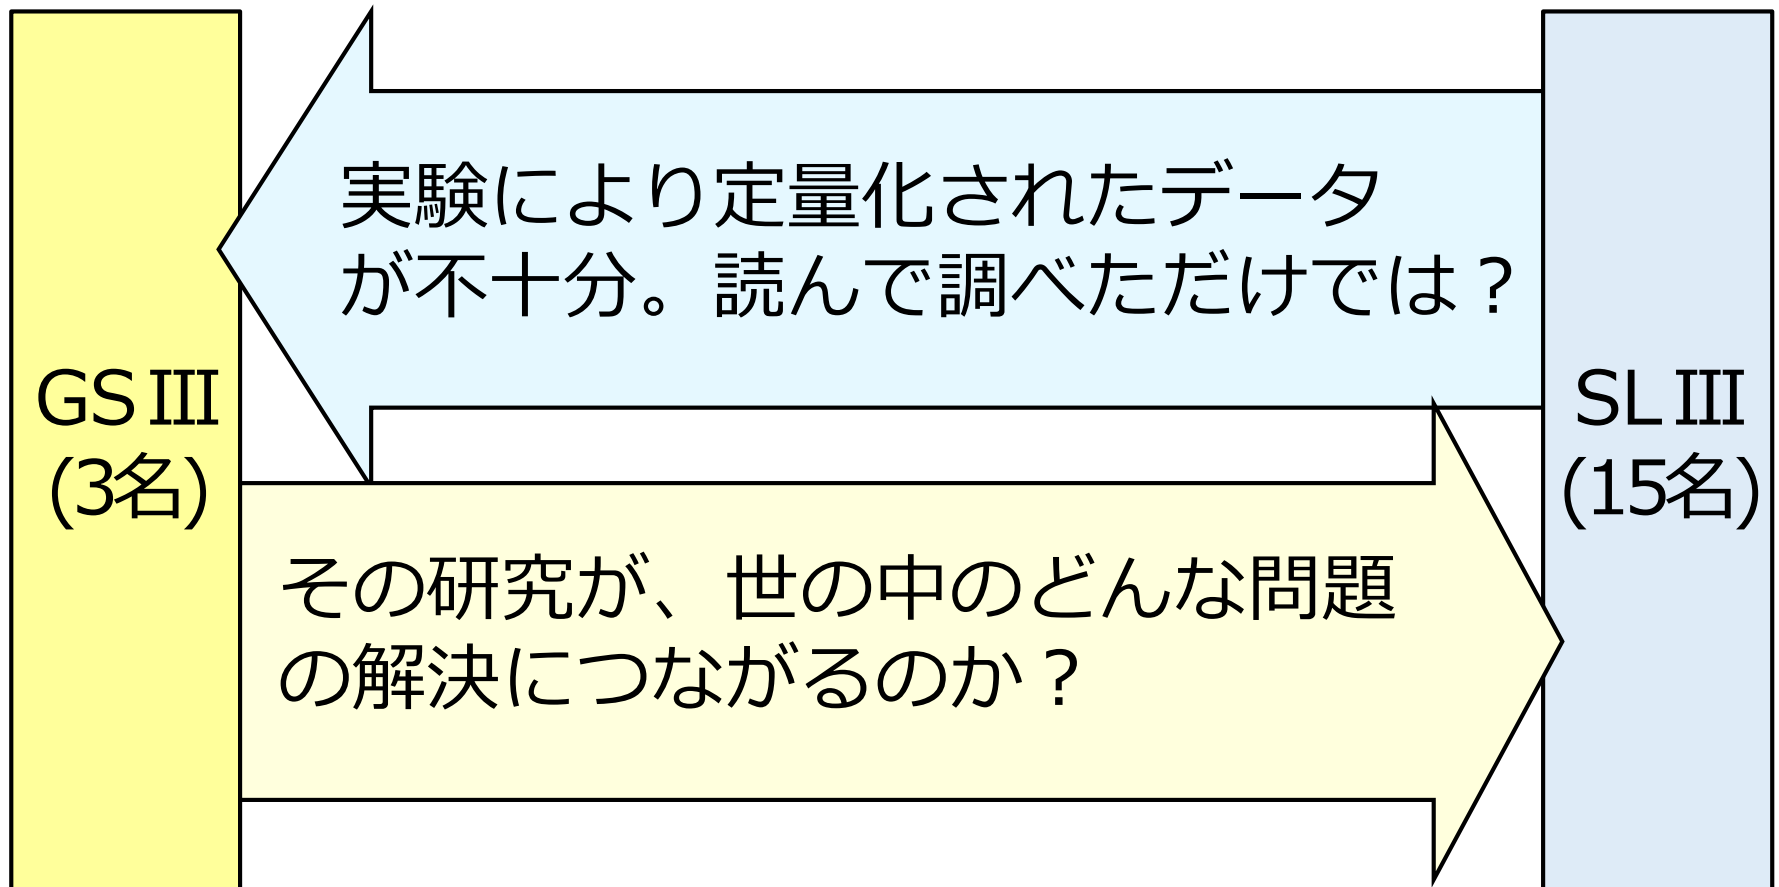 実験により定量化されたデータ
が不十分。読んで調べただけでは？
GSⅢ
(3名)
SLⅢ
(15名)
その研究が、世の中のどんな問題
の解決につながるのか？